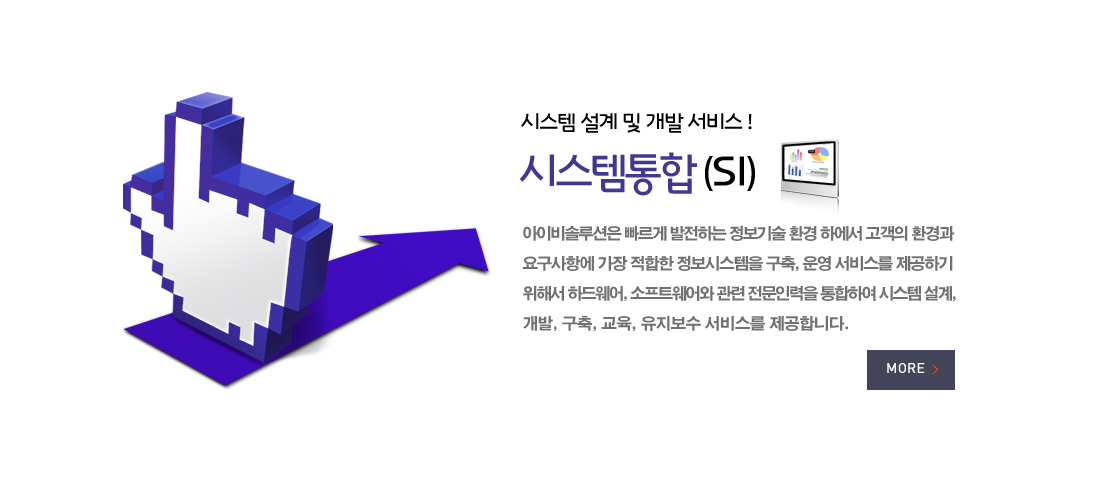 시스템 설계 및 개발 서비스 !
시스템통합 (SI)
아이비솔루션은 빠르게 발전하는 정보기술 환경 하에서 고객의 환경과
요구사항에 가장 적합한 정보시스템을 구축, 운영 서비스를 제공하기
위해서 하드웨어, 소프트웨어와 관련 전문인력을 통합하여 시스템 설계,
개발, 구축, 교육, 유지보수 서비스를 제공합니다.
MORE >